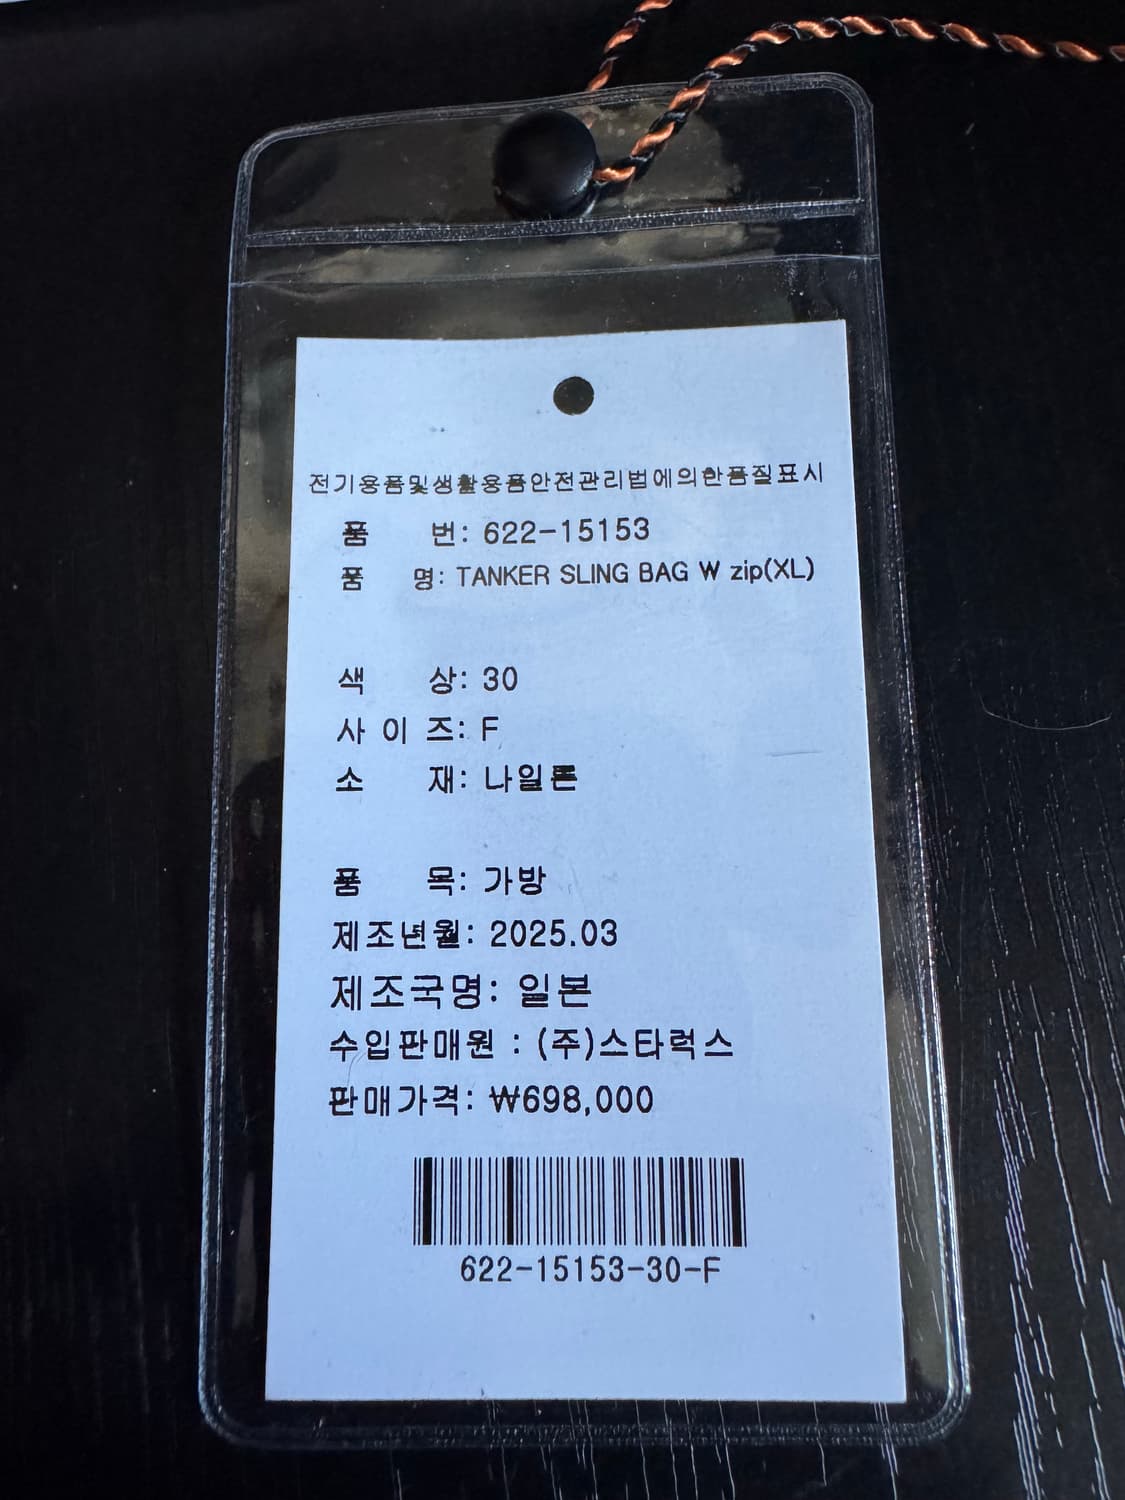 전기용품및생활용품안전관리법에의한품질표시
품 번: 622-15153
품 명: TANKER SLING BAG W zip(XL)
색 상: 30
사 이 즈: F
소 재: 나일론
품 목: 가방
제조년월: 2025.03
제조국명: 일본
수입판매원 : (주)스타럭스
판매가격: ₩698,000
622-15153-30-F